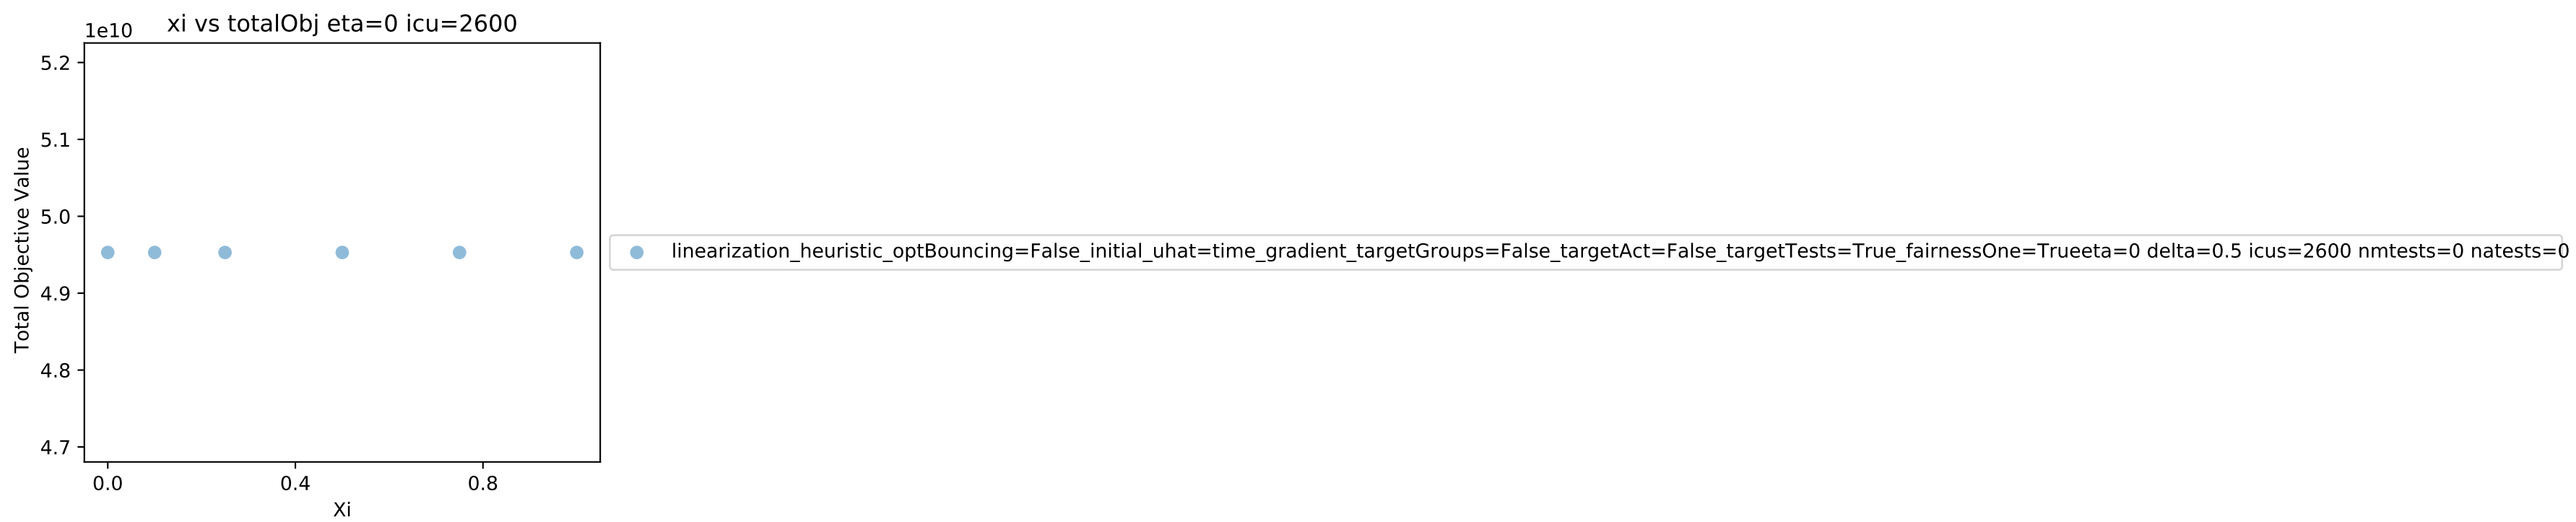 xi vs totalObj eta=0 icu=2600
1e10
5.2
5.1
5.0
4.9
4.8
4.7
Total Objective Value
0.0 0.4 0.8
Xi
linearization_heuristic_optBouncing=False_initial_uhat=time_gradient_targetGroups=False_targetAct=False_targetTests=True_fairnessOne=Trueeta=0 delta=0.5 icus=2600 nmtests=0 natests=0